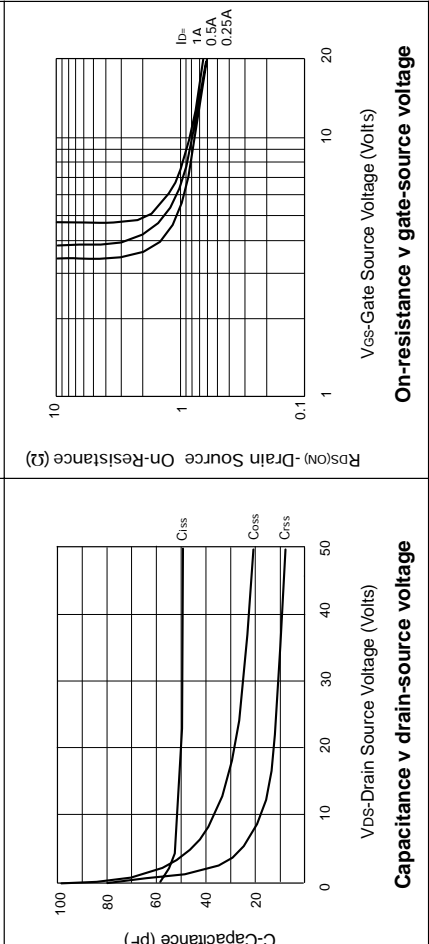 ID=
1A
0.5A
0.25A
10
1
0.1
1
10
20
RDS(ON) -Drain Source On-Resistance (Ω)
VGS-Gate Source Voltage (Volts)
On-resistance v gate-source voltage
100
80
60
40
20
0
10
20
30
40
50
Ciss
Coss
Crss
C-Capacitance (pF)
VDS-Drain Source Voltage (Volts)
Capacitance v drain-source voltage